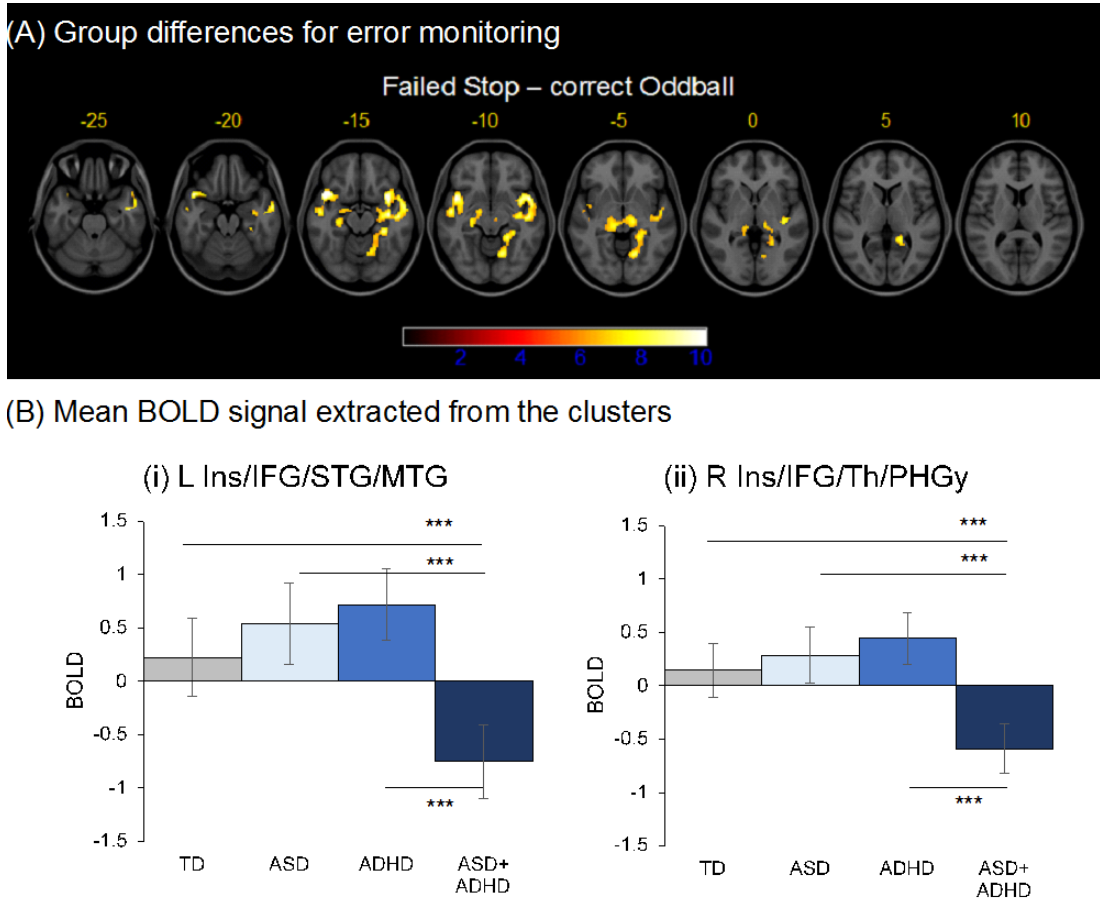 (A) Group differences for error monitoring
Failed Stop – correct Oddball
-25 -20 -15 -10 -5 0 5 10
2 4 6 8 10
(B) Mean BOLD signal extracted from the clusters
(i) L Ins/IFG/STG/MTG
1.5
1
0.5
0
-0.5
-1
-1.5
BOLD
***
***
***
TD ASD ADHD ASD+
ADHD
(ii) R Ins/IFG/Th/PHGy
1.5
1
0.5
0
-0.5
-1
-1.5
BOLD
***
***
***
TD ASD ADHD ASD+
ADHD